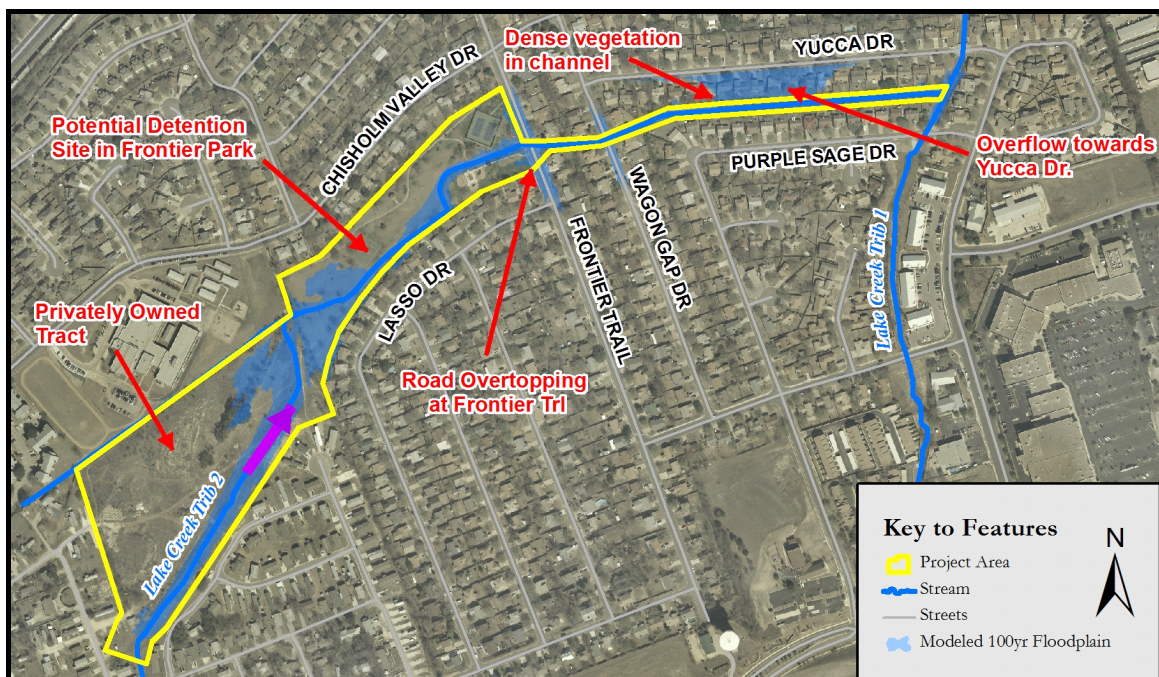 Dense vegetation
in channel
YUCCA DR
CHISHOLM VALLEY DR
Potential Detention
Site in Frontier Park
Overflow towards
Yucca Dr.
PURPLE SAGE DR
WAGON GAP DR
FRONTIER TRAIL
LASSO DR
Lake Creek Trib 1
Privately Owned
Tract
Road Overtopping
at Frontier Trl
Lake Creek Trib 2
Key to Features
N
Project Area
Stream
Streets
Modeled 100yr Floodplain